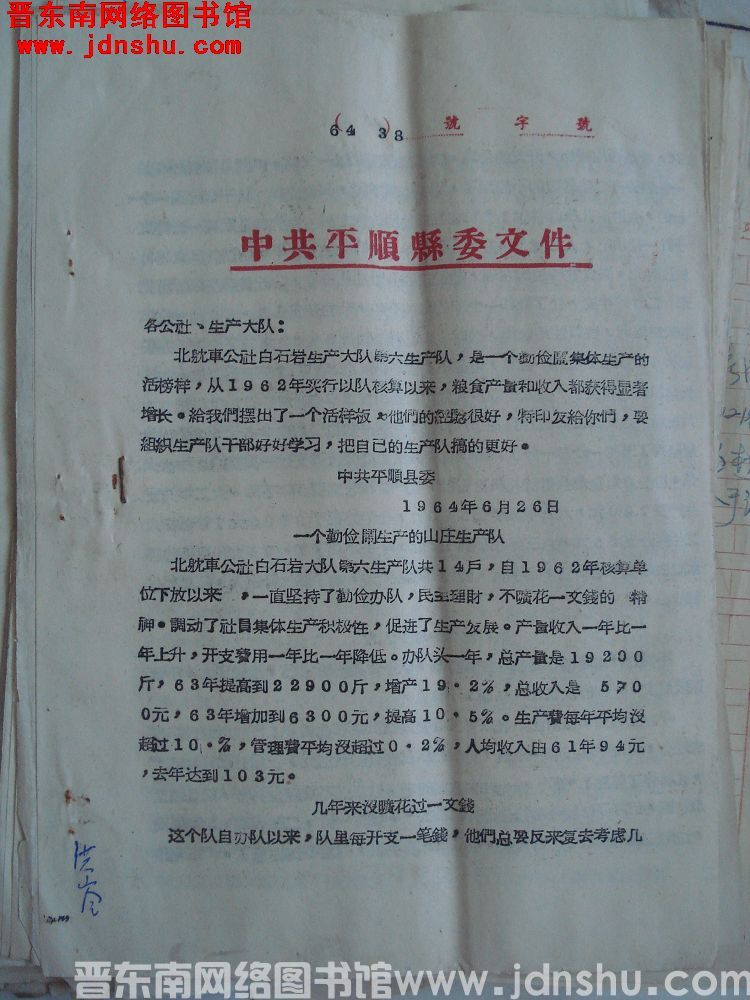 晋东南网络图书馆
www.jdnshu.com
(64)38 號 字 號
中共平順縣委文件
各公社、生产大队：
北躭車公社白石岩生产大队第六生产队，是一个勤俭閙集体生产的
活榜样，从1962年实行以队核算以来，粮食产量和收入都获得显著
增长。給我們摆出了一个活样板。他們的經驗很好，特印发給你们，要
組织生产队干部好好学习，把自己的生产队搞的更好。
中共平順县委
1964年6月26日
一个勤俭閙生产的山庄生产队
北躭車公社白石岩大队第六生产队共14戶，自1962年核算单
位下放以来，一直坚持了勤俭办队，民主理財，不瞎花一文錢的 精
神。調动了社員集体生产积极性，促进了生产发展。产量收入一年比一
年上升，开支費用一年比一年降低。办队头一年，总产量是19200
斤，63年提高到22900斤，增产19.2%，总收入是 570
0元，63年增加到6300元，提高10.5%。生产費每年平均沒
超过10.%，管理費平均沒超过0.2%，人均收入由61年94元
，去年达到103元。
几年来沒瞎花过一文錢
这个队自办队以来，队里每开支一笔錢，他們总要反来复去考虑几
晋东南网络图书馆www.jdnshu.com